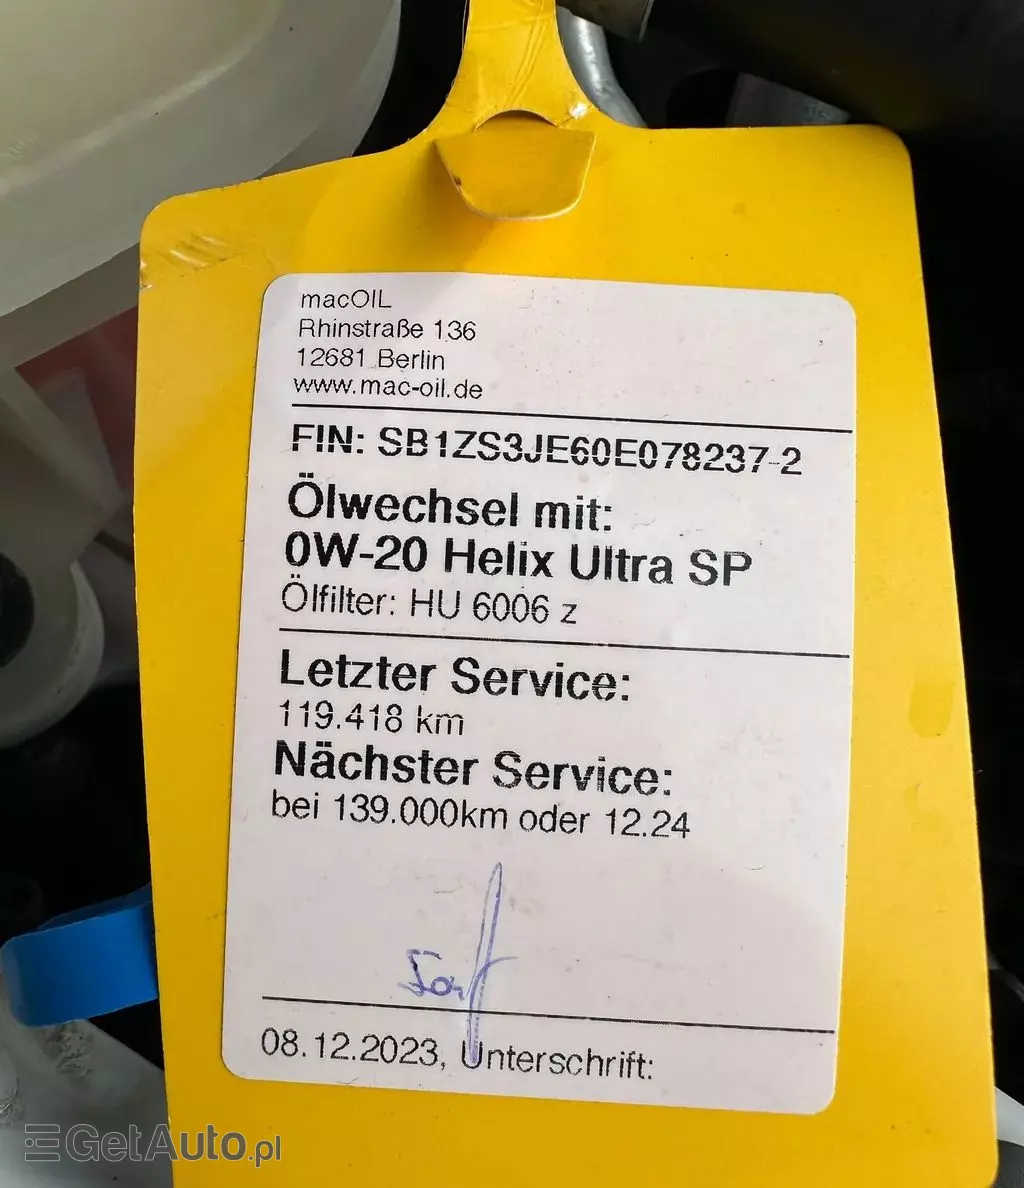 macOIL
Rhinstraße 136
12681 Berlin
www.mac-oil.de
FIN: SB1ZS3JE60E078237-2
Ölwechsel mit:
0W-20 Helix Ultra SP
Ölfilter: HU 6006 z
Letzter Service:
119.418 km
Nächster Service:
bei 139.000km oder 12.24
08.12.2023, Unterschrift:
GetAuto.pl